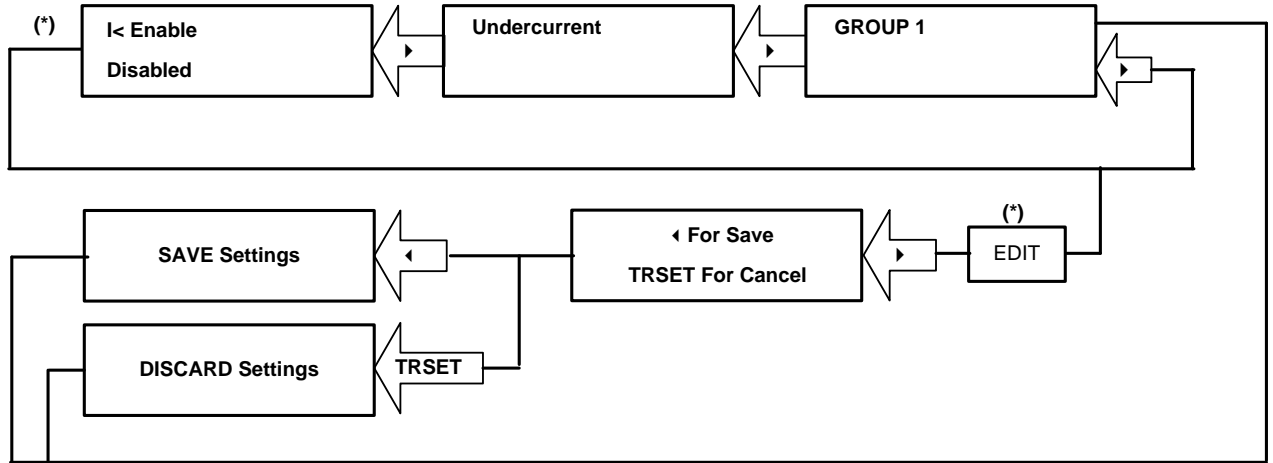 (*)
I< Enable
Disabled
Undercurrent
GROUP 1
(*)
SAVE Settings
For Save
TRSET For Cancel
EDIT
DISCARD Settings
TRSET